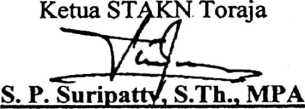 Ketua STAKN Toraja
S. P. Suripatty, S.Th., MPA